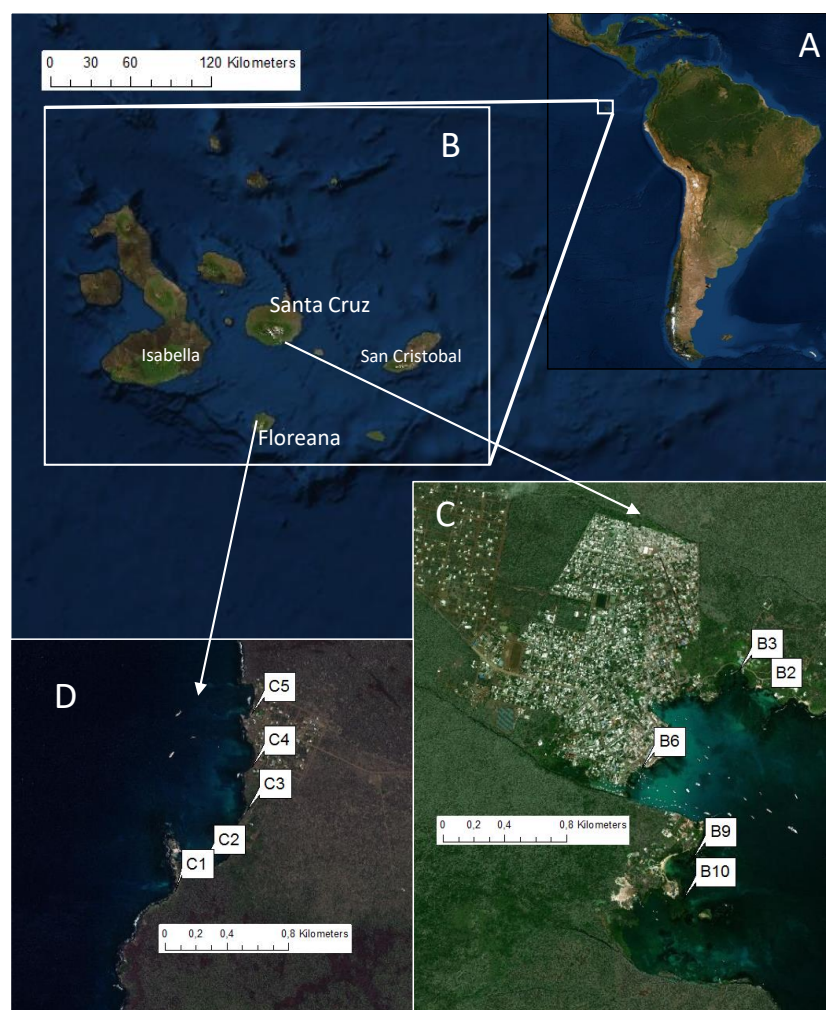 0 30 60 120 Kilometers
A
B
Santa Cruz
Isabella
San Cristobal
Floreana
C
B3
B2
B6
0 0,2 0,4 0,8 Kilometers
B9
B10
D
C5
C4
C3
C2
C1
0 0,2 0,4 0,8 Kilometers